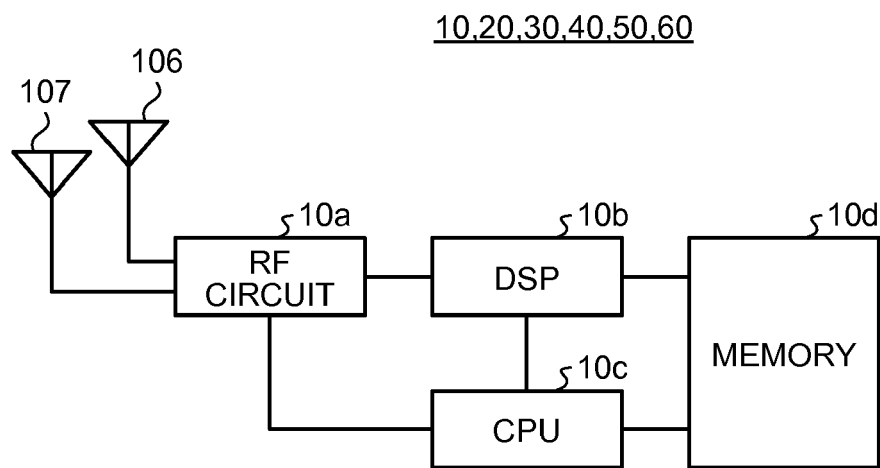 10,20,30,40,50,60
106
107
10a
10b
10d
RF
CIRCUIT
DSP
MEMORY
10c
CPU